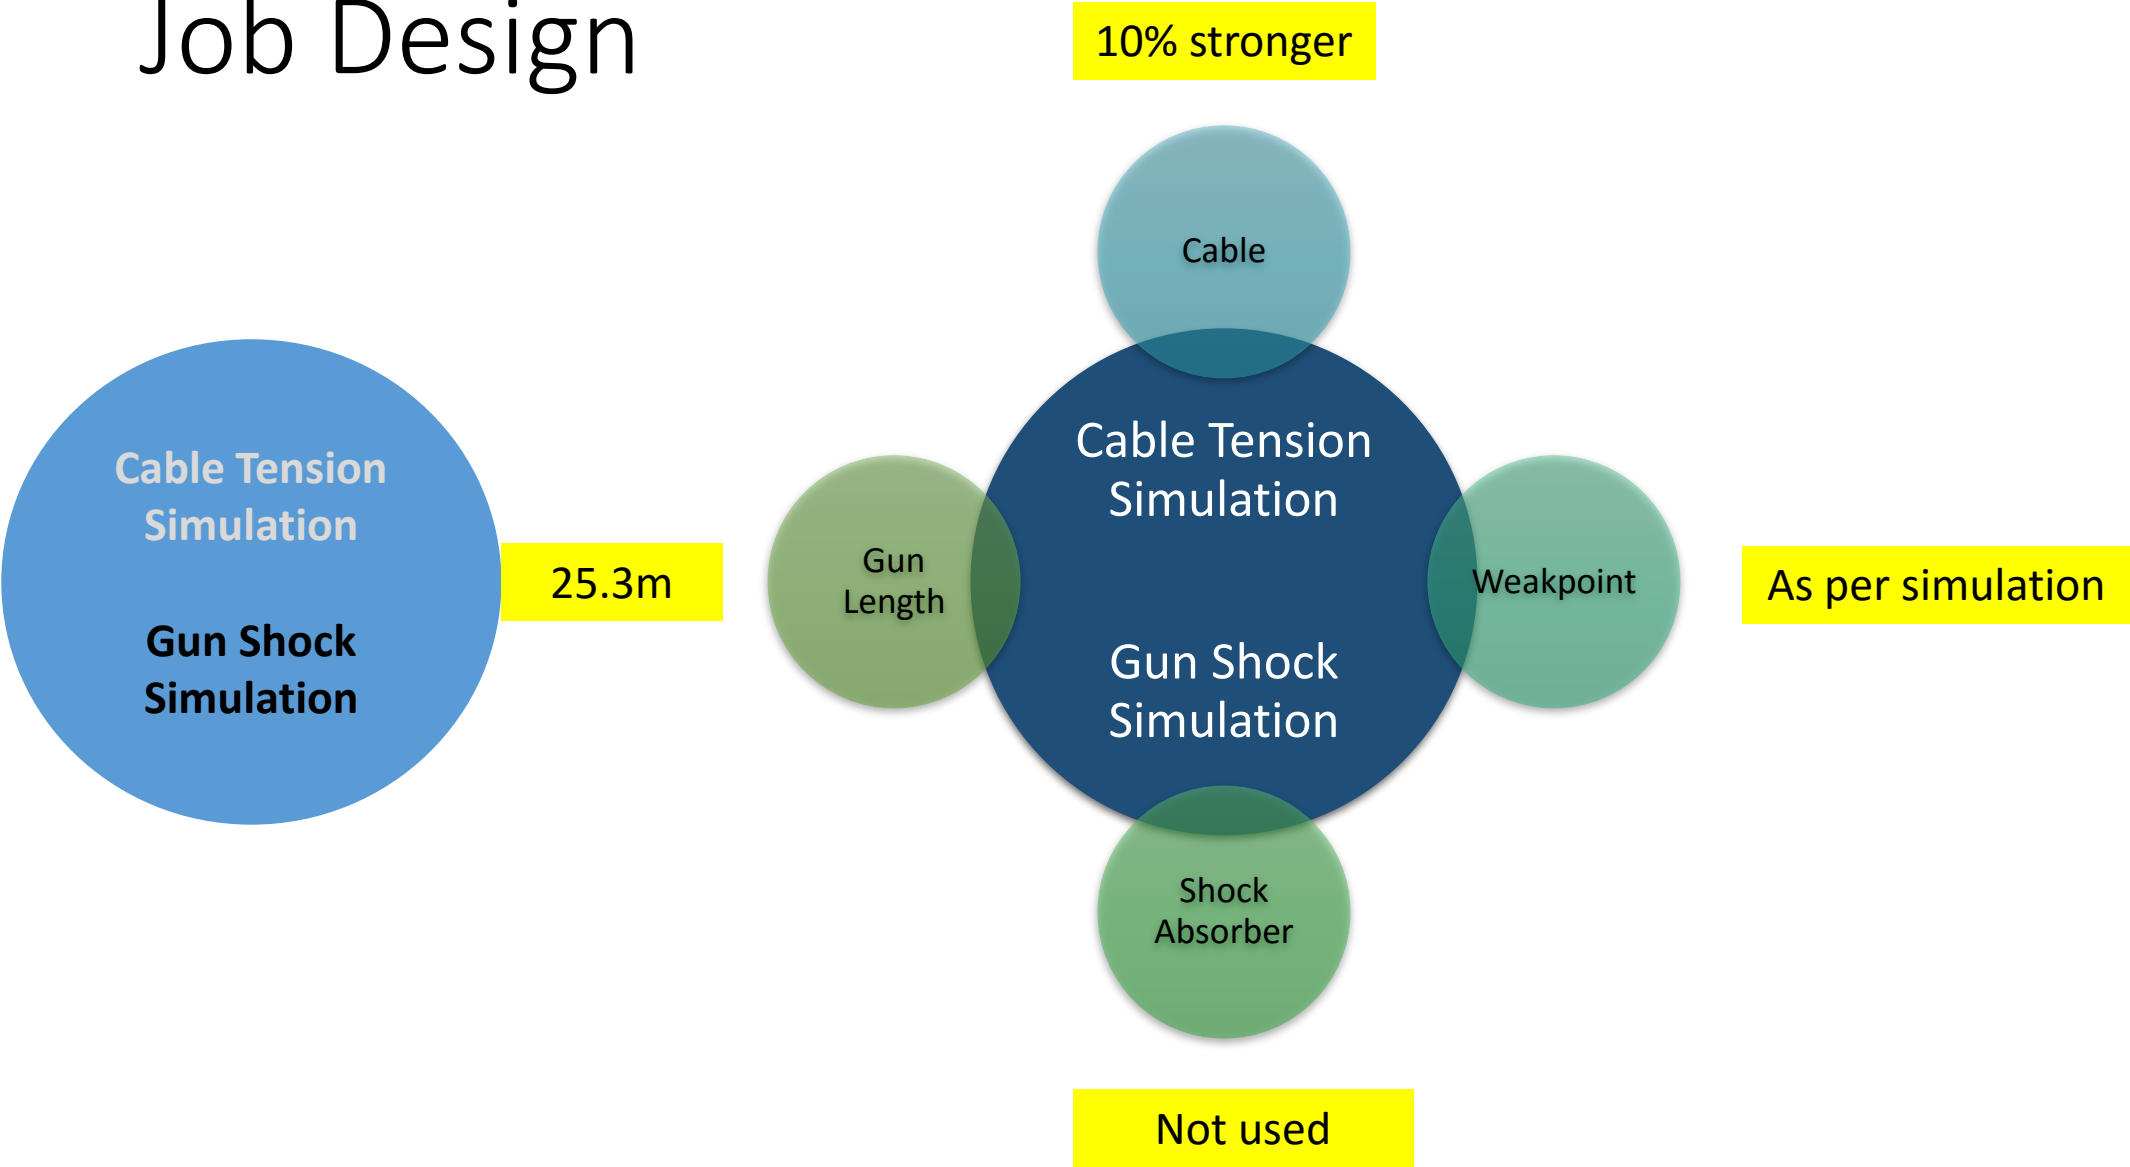 Job Design
10% stronger
Cable
Cable Tension
Simulation
Gun Shock
Simulation
25.3m
Gun
Length
Cable Tension
Simulation
Gun Shock
Simulation
Weakpoint
As per simulation
Shock
Absorber
Not used